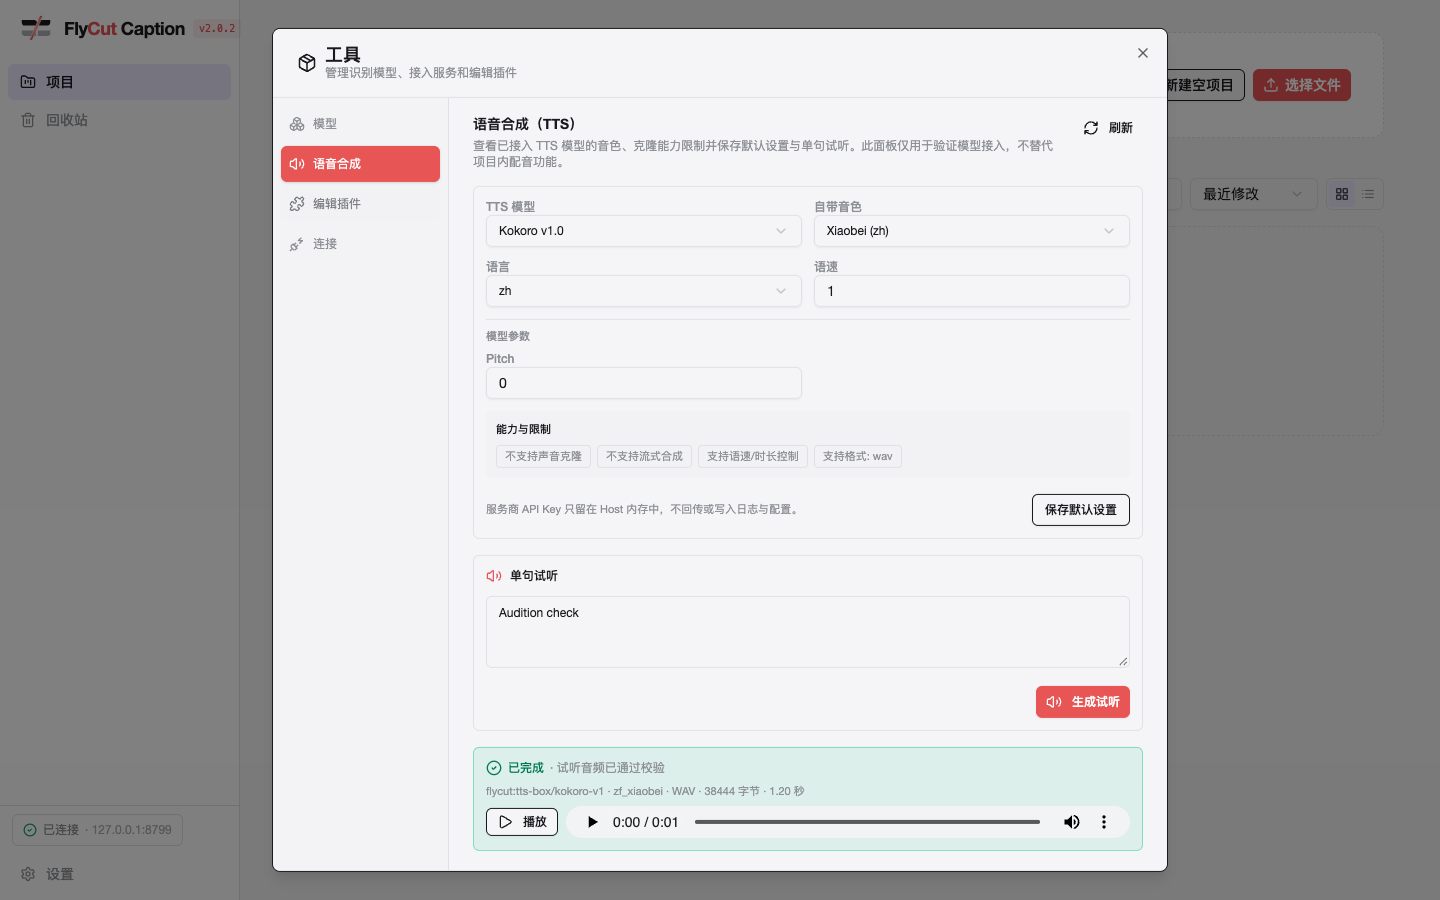 FlyCut Caption v2.0.2
项目
回收站
新建空项目
选择文件
最近修改
已连接 · 127.0.0.1:8799
设置
工具
管理识别模型、接入服务和编辑插件
模型
语音合成
编辑插件
连接
语音合成（TTS）
查看已接入 TTS 模型的音色、克隆能力限制并保存默认设置与单句试听。此面板仅用于验证模型接入，不替代
项目内配音功能。
刷新
TTS 模型
自带音色
Kokoro v1.0
Xiaobei (zh)
语言
语速
zh
1
模型参数
Pitch
0
能力与限制
不支持声音克隆
不支持流式合成
支持语速/时长控制
支持格式: wav
服务商 API Key 只留在 Host 内存中，不回传或写入日志与配置。
保存默认设置
单句试听
Audition check
生成试听
已完成 · 试听音频已通过校验
flycut:tts-box/kokoro-v1 · zf_xiaobei · WAV · 38444 字节 · 1.20 秒
播放
0:00 / 0:01